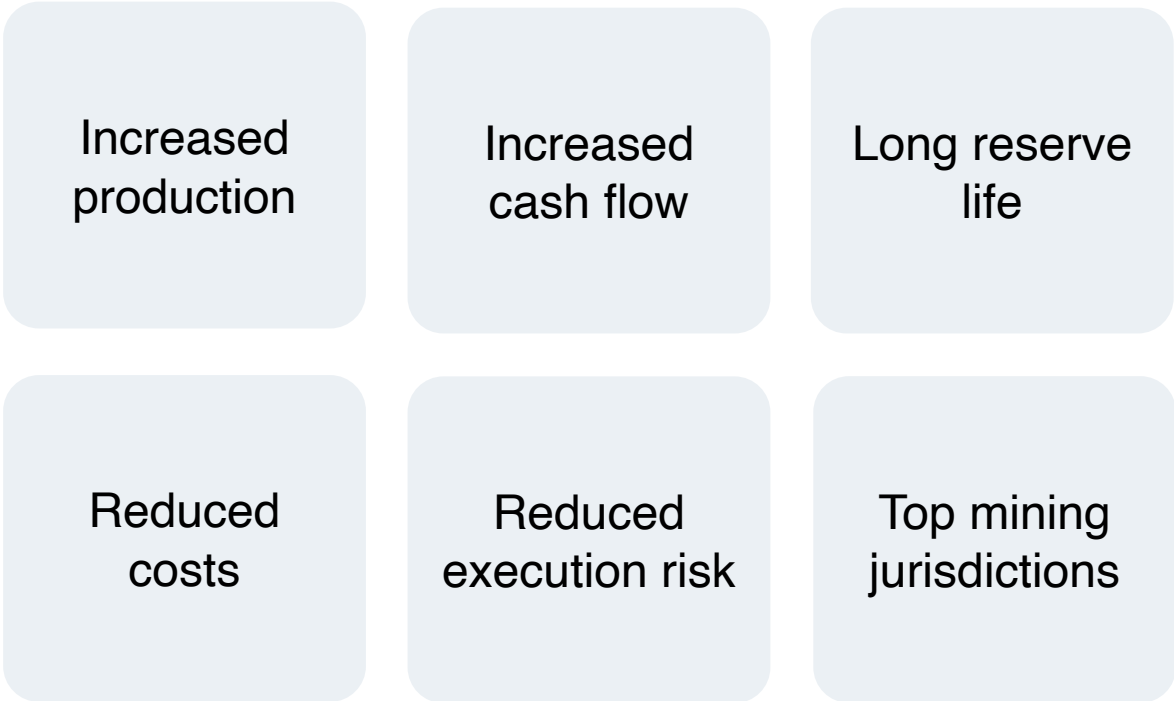 Increased
production
Increased
cash flow
Long reserve
life
Reduced
costs
Reduced
execution risk
Top mining
jurisdictions